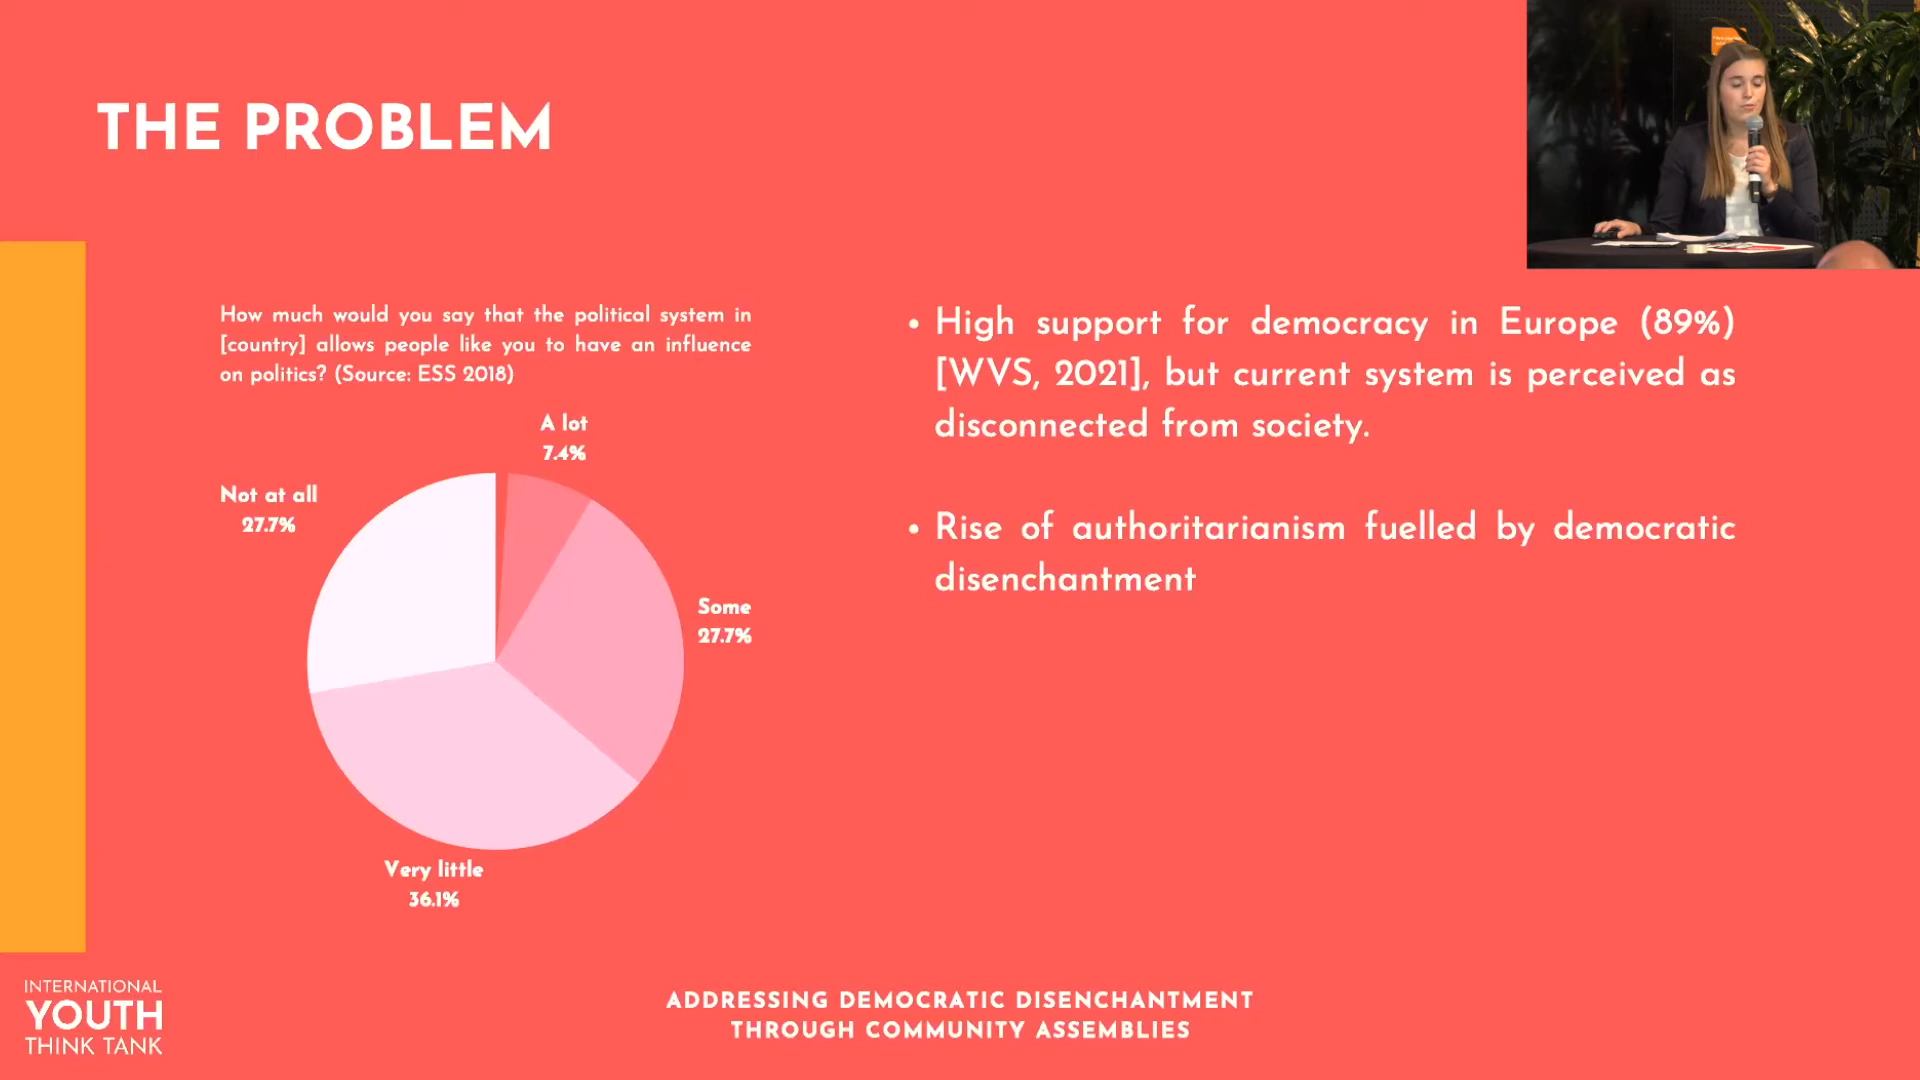 THE PROBLEM
How much would you say that the political system in
[country] allows people like you to have an influence
on politics? (Source: ESS 2018)
A lot
7.4%
Not at all
27.7%
Some
27.7%
Very little
36.1%
• High support for democracy in Europe (89%)
[WVS, 2021], but current system is perceived as
disconnected from society.
• Rise of authoritarianism fuelled by democratic
disenchantment
INTERNATIONAL
YOUTH
THINK TANK
ADDRESSING DEMOCRATIC DISENCHANTMENT
THROUGH COMMUNITY ASSEMBLIES